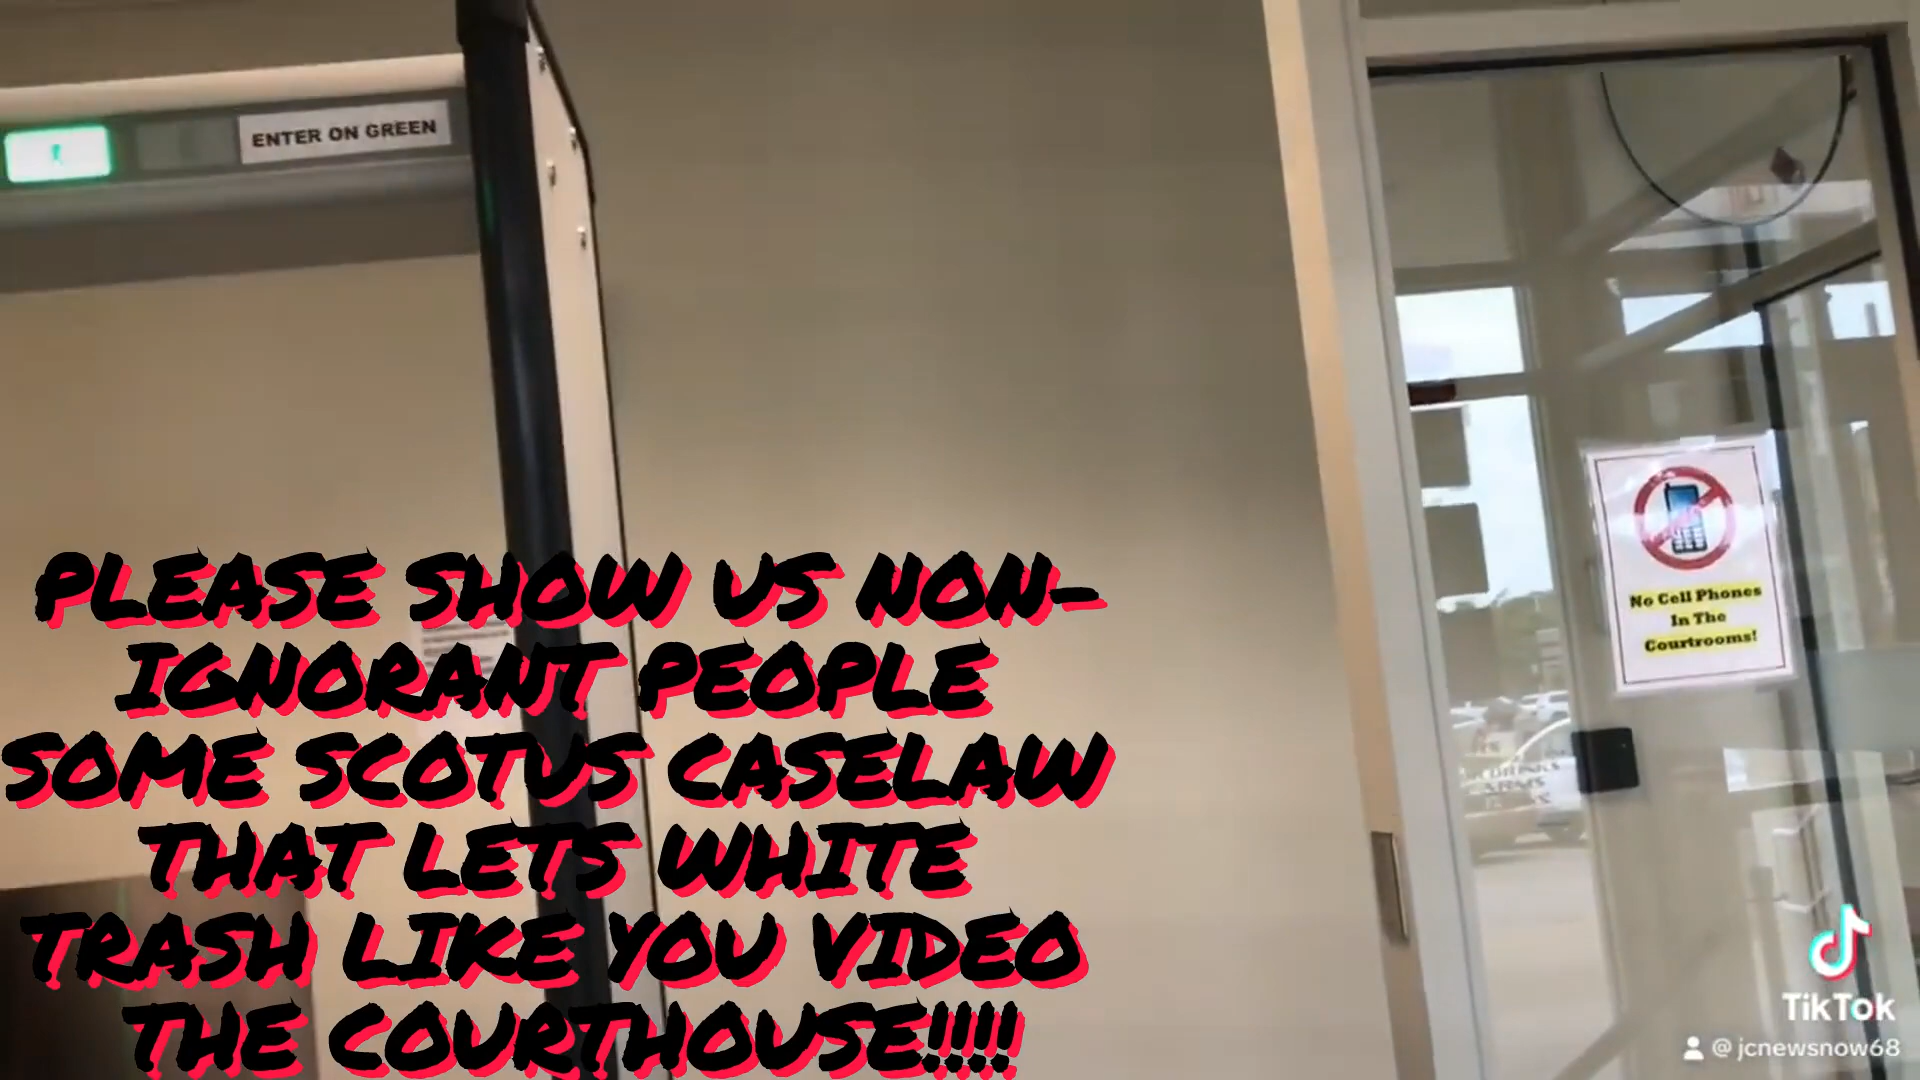 ENTER ON GREEN
No Cell Phones
In The
Courtrooms!
PLEASE SHOW US NON-
IGNORANT PEOPLE
SOME SCOTUS CASELAW
THAT LETS WHITE
TRASH LIKE YOU VIDEO
THE COURTHOUSE!!!!
TikTok
@jcnewsnow68